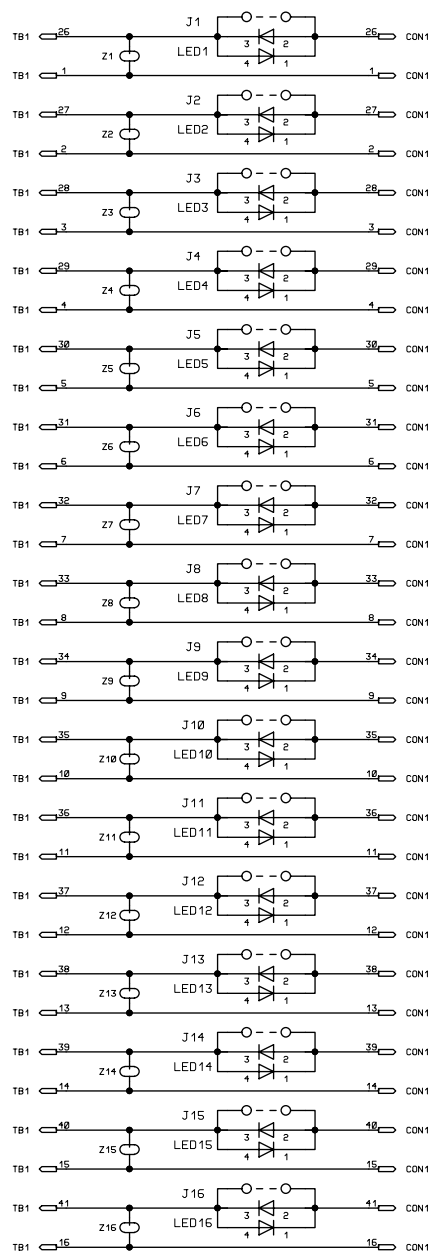 J1
TB1 26 26 CON1
Z1 LED1 3 2
4 1
TB1 1 1 CON1
J2
TB1 27 27 CON1
Z2 LED2 3 2
4 1
TB1 2 2 CON1
J3
TB1 28 28 CON1
Z3 LED3 3 2
4 1
TB1 3 3 CON1
J4
TB1 29 29 CON1
Z4 LED4 3 2
4 1
TB1 4 4 CON1
J5
TB1 30 30 CON1
Z5 LED5 3 2
4 1
TB1 5 5 CON1
J6
TB1 31 31 CON1
Z6 LED6 3 2
4 1
TB1 6 6 CON1
J7
TB1 32 32 CON1
Z7 LED7 3 2
4 1
TB1 7 7 CON1
J8
TB1 33 33 CON1
Z8 LED8 3 2
4 1
TB1 8 8 CON1
J9
TB1 34 34 CON1
Z9 LED9 3 2
4 1
TB1 9 9 CON1
J10
TB1 35 35 CON1
Z10 LED10 3 2
4 1
TB1 10 10 CON1
J11
TB1 36 36 CON1
Z11 LED11 3 2
4 1
TB1 11 11 CON1
J12
TB1 37 37 CON1
Z12 LED12 3 2
4 1
TB1 12 12 CON1
J13
TB1 38 38 CON1
Z13 LED13 3 2
4 1
TB1 13 13 CON1
J14
TB1 39 39 CON1
Z14 LED14 3 2
4 1
TB1 14 14 CON1
J15
TB1 40 40 CON1
Z15 LED15 3 2
4 1
TB1 15 15 CON1
J16
TB1 41 41 CON1
Z16 LED16 3 2
4 1
TB1 16 16 CON1